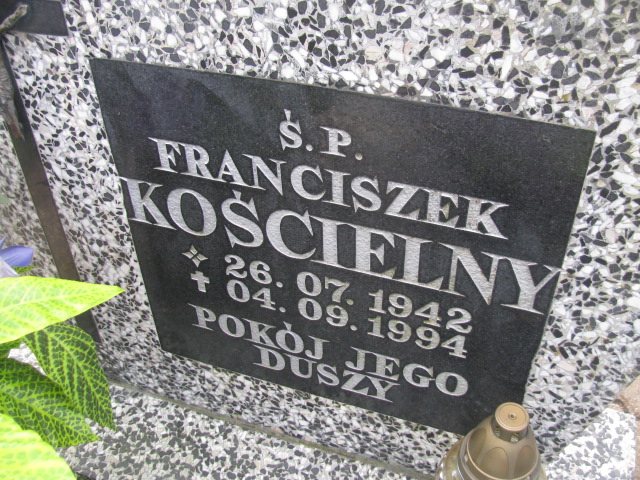 Ś.P.
FRANCISZEK
KOŚCIELNY
26.07.1942
04.09.1994
POKÓJ JEGO
DUSZY